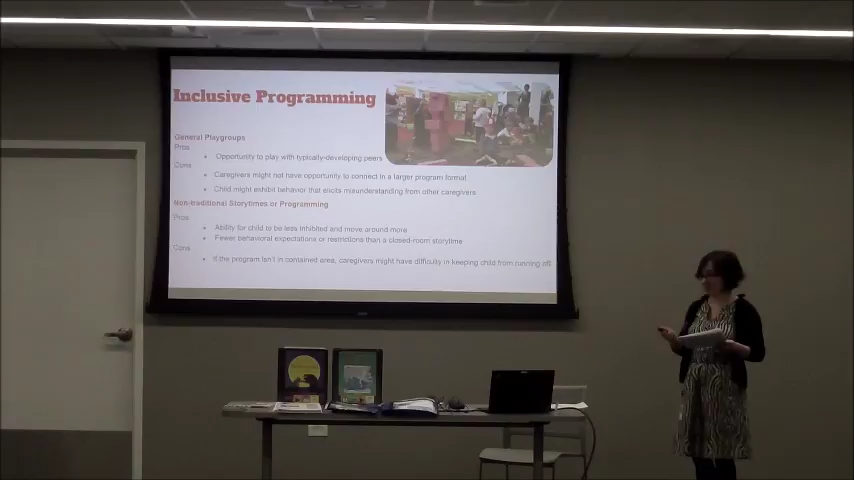 Inclusive Programming
General Playgroups
Pros
• Opportunity to play with typically-developing peers
Cons
• Caregivers might not have opportunity to connect in a larger program format
• Child might exhibit behavior that elicits misunderstanding from other caregivers
Non-traditional Storytimes or Programming
Pros
• Ability for child to be less inhibited and move around more
• Fewer behavioral expectations or restrictions than a closed-room storytime
Cons
• If the program isn't in contained area, caregivers might have difficulty in keeping child from running off